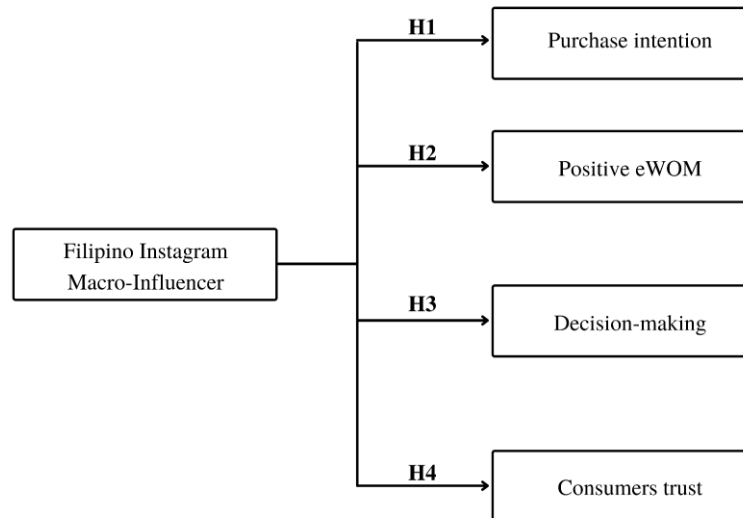 H1
Purchase intention
H2
Positive eWOM
Filipino Instagram
Macro-Influencer
H3
Decision-making
H4
Consumers trust